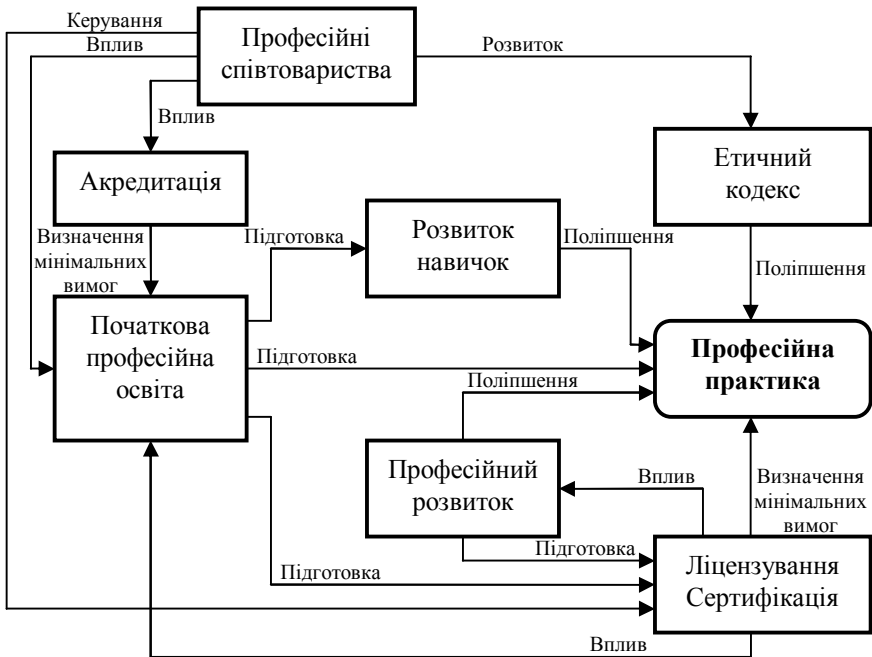 Керування
Вплив
Професійні
співтовариства
Розвиток
Вплив
Акредитація
Етичний
кодекс
Визначення
мінімальних
вимог
Підготовка
Розвиток
навичок
Поліпшення
Поліпшення
Початкова
професійна
освіта
Підготовка
Професійна
практика
Поліпшення
Професійний
розвиток
Вплив
Визначення
мінімальних
вимог
Підготовка
Підготовка
Ліцензування
Сертифікація
Вплив